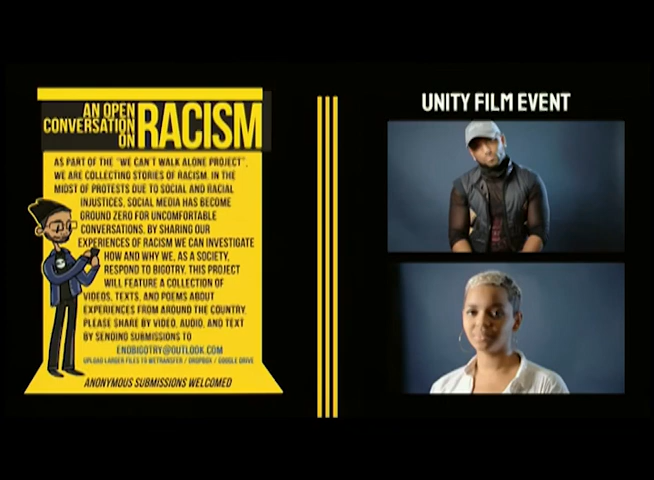 AN OPEN
CONVERSATION
ON
RACISM
AS PART OF THE "WE CAN'T WALK ALONE PROJECT",
WE ARE COLLECTING STORIES OF RACISM. IN THE
MIDST OF PROTESTS DUE TO SOCIAL AND RACIAL
INJUSTICES, SOCIAL MEDIA HAS BECOME
GROUND ZERO FOR UNCOMFORTABLE
CONVERSATIONS. BY SHARING OUR
EXPERIENCES OF RACISM WE CAN INVESTIGATE
HOW AND WHY WE, AS A SOCIETY,
RESPOND TO BIGOTRY. THIS PROJECT
WILL FEATURE A COLLECTION OF
VIDEOS, TEXTS, AND POEMS ABOUT
EXPERIENCES FROM AROUND THE COUNTRY.
PLEASE SHARE BY VIDEO, AUDIO, AND TEXT
BY SENDING SUBMISSIONS TO
ENDBIGOTRY@OUTLOOK.COM
UPLOAD LARGER FILES TO WETRANSFER / DROPBOX / GOOGLE DRIVE
ANONYMOUS SUBMISSIONS WELCOMED
UNITY FILM EVENT